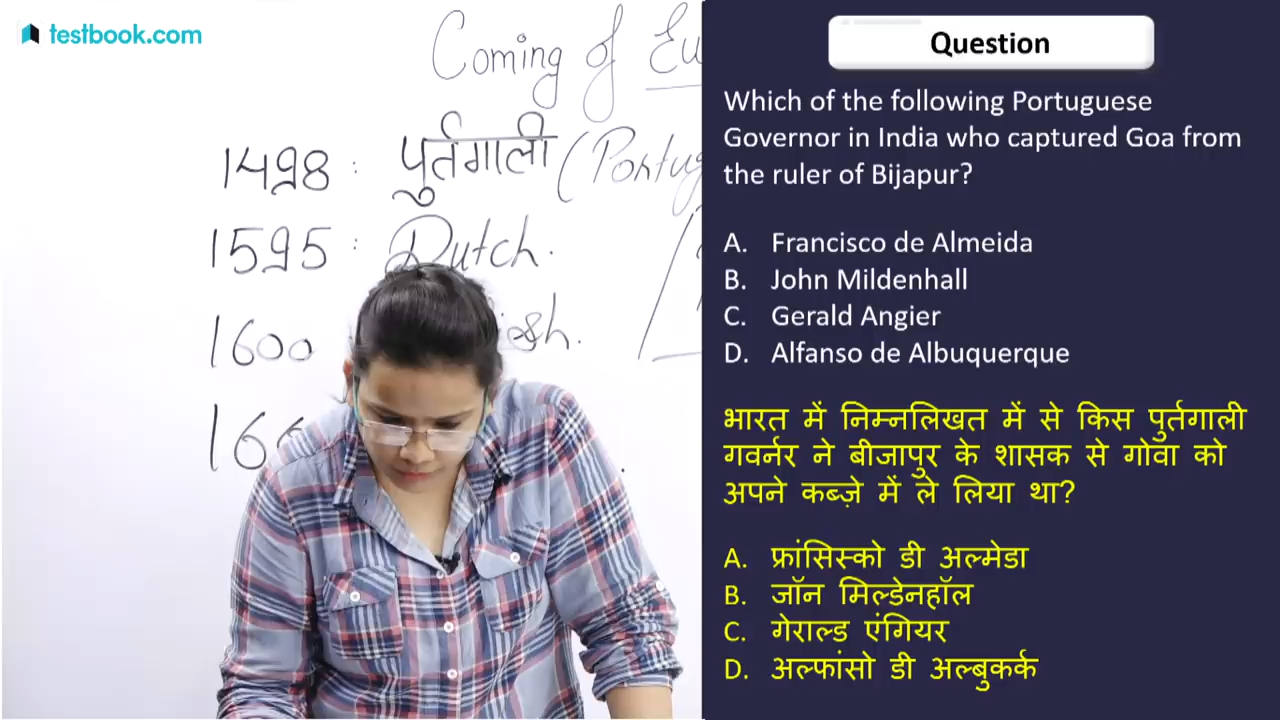 testbook.com
Coming of Eu
1498 : पुर्तगाली (Portug
1595 : Dutch.
1600
Question
Which of the following Portuguese
Governor in India who captured Goa from
the ruler of Bijapur?
A. Francisco de Almeida
B. John Mildenhall
C. Gerald Angier
D. Alfanso de Albuquerque
भारत में निम्नलिखत में से किस पुर्तगाली
गवर्नर ने बीजापुर के शासक से गोवा को
अपने कब्ज़े में ले लिया था?
A. फ्रांसिस्को डी अल्मेडा
B. जॉन मिल्डेनहॉल
C. गेराल्ड एंगियर
D. अल्फांसो डी अल्बुकर्क